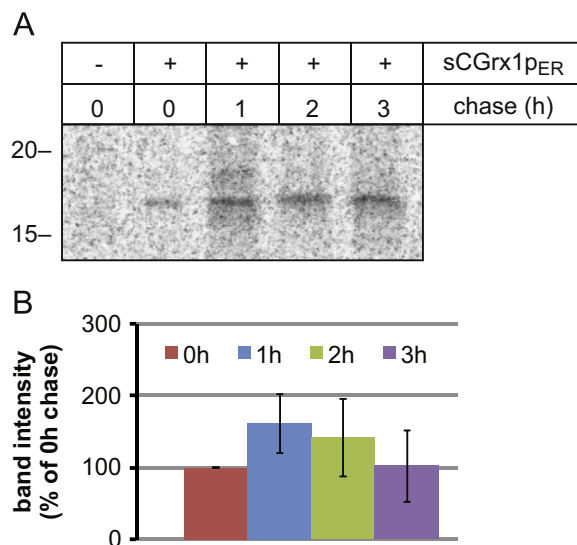 A
- + + + + sCGrx1pER
0 0 1 2 3 chase (h)
20–
15–
B
300
200
100
0
band intensity
(% of 0h chase)
0h 1h 2h 3h